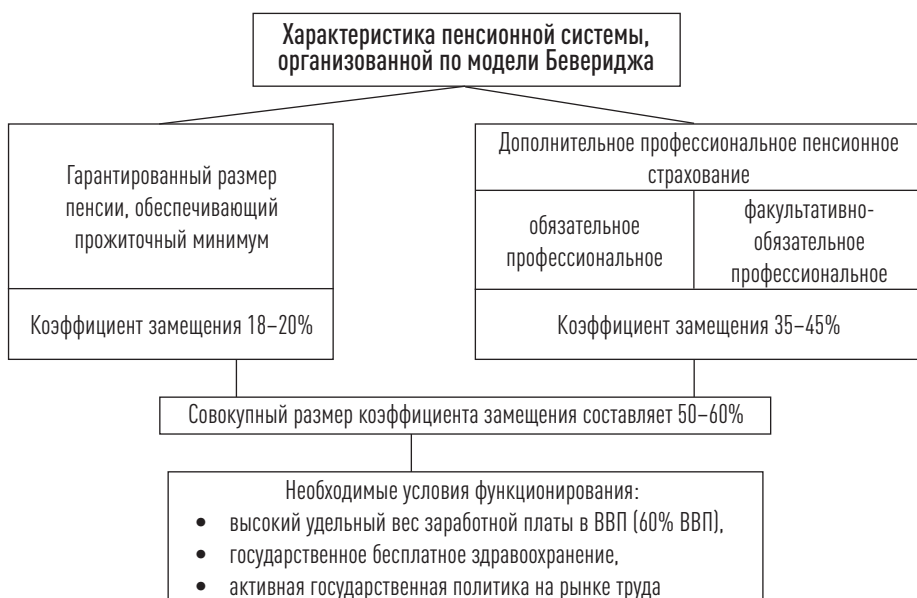 Характеристика пенсионной системы,
организованной по модели Бевериджа
Гарантированный размер
пенсии, обеспечивающий
прожиточный минимум
Коэффициент замещения 18–20%
Дополнительное профессиональное пенсионное
страхование
обязательное
профессиональное
факультативно-
обязательное
профессиональное
Коэффициент замещения 35–45%
Совокупный размер коэффициента замещения составляет 50–60%
Необходимые условия функционирования:
• высокий удельный вес заработной платы в ВВП (60% ВВП),
• государственное бесплатное здравоохранение,
• активная государственная политика на рынке труда